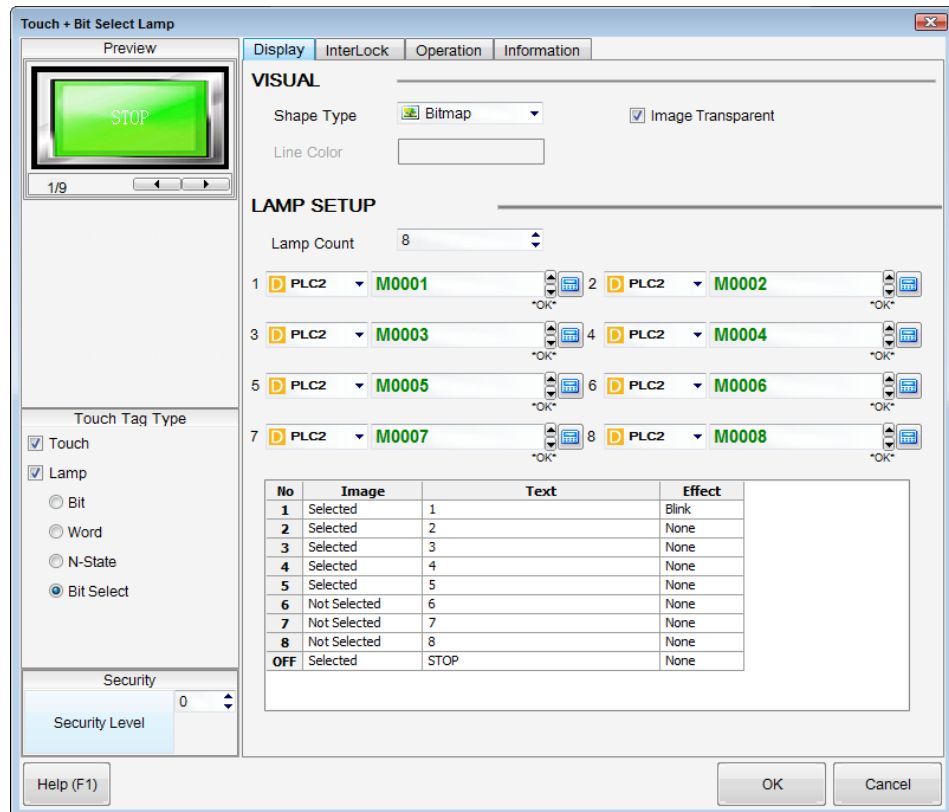 Touch + Bit Select Lamp
Preview
STOP
1/9
Touch Tag Type
Touch
Lamp
Bit
Word
N-State
Bit Select
Security
Security Level 0
Help (F1)
Display InterLock Operation Information
VISUAL
Shape Type Bitmap Image Transparent
Line Color
LAMP SETUP
Lamp Count 8
1 D PLC2 M0001 2 D PLC2 M0002
*OK* *OK*
3 D PLC2 M0003 4 D PLC2 M0004
*OK* *OK*
5 D PLC2 M0005 6 D PLC2 M0006
*OK* *OK*
7 D PLC2 M0007 8 D PLC2 M0008
*OK* *OK*
No Image Text Effect
1 Selected 1 Blink
2 Selected 2 None
3 Selected 3 None
4 Selected 4 None
5 Selected 5 None
6 Not Selected 6 None
7 Not Selected 7 None
8 Not Selected 8 None
OFF Selected STOP None
OK Cancel